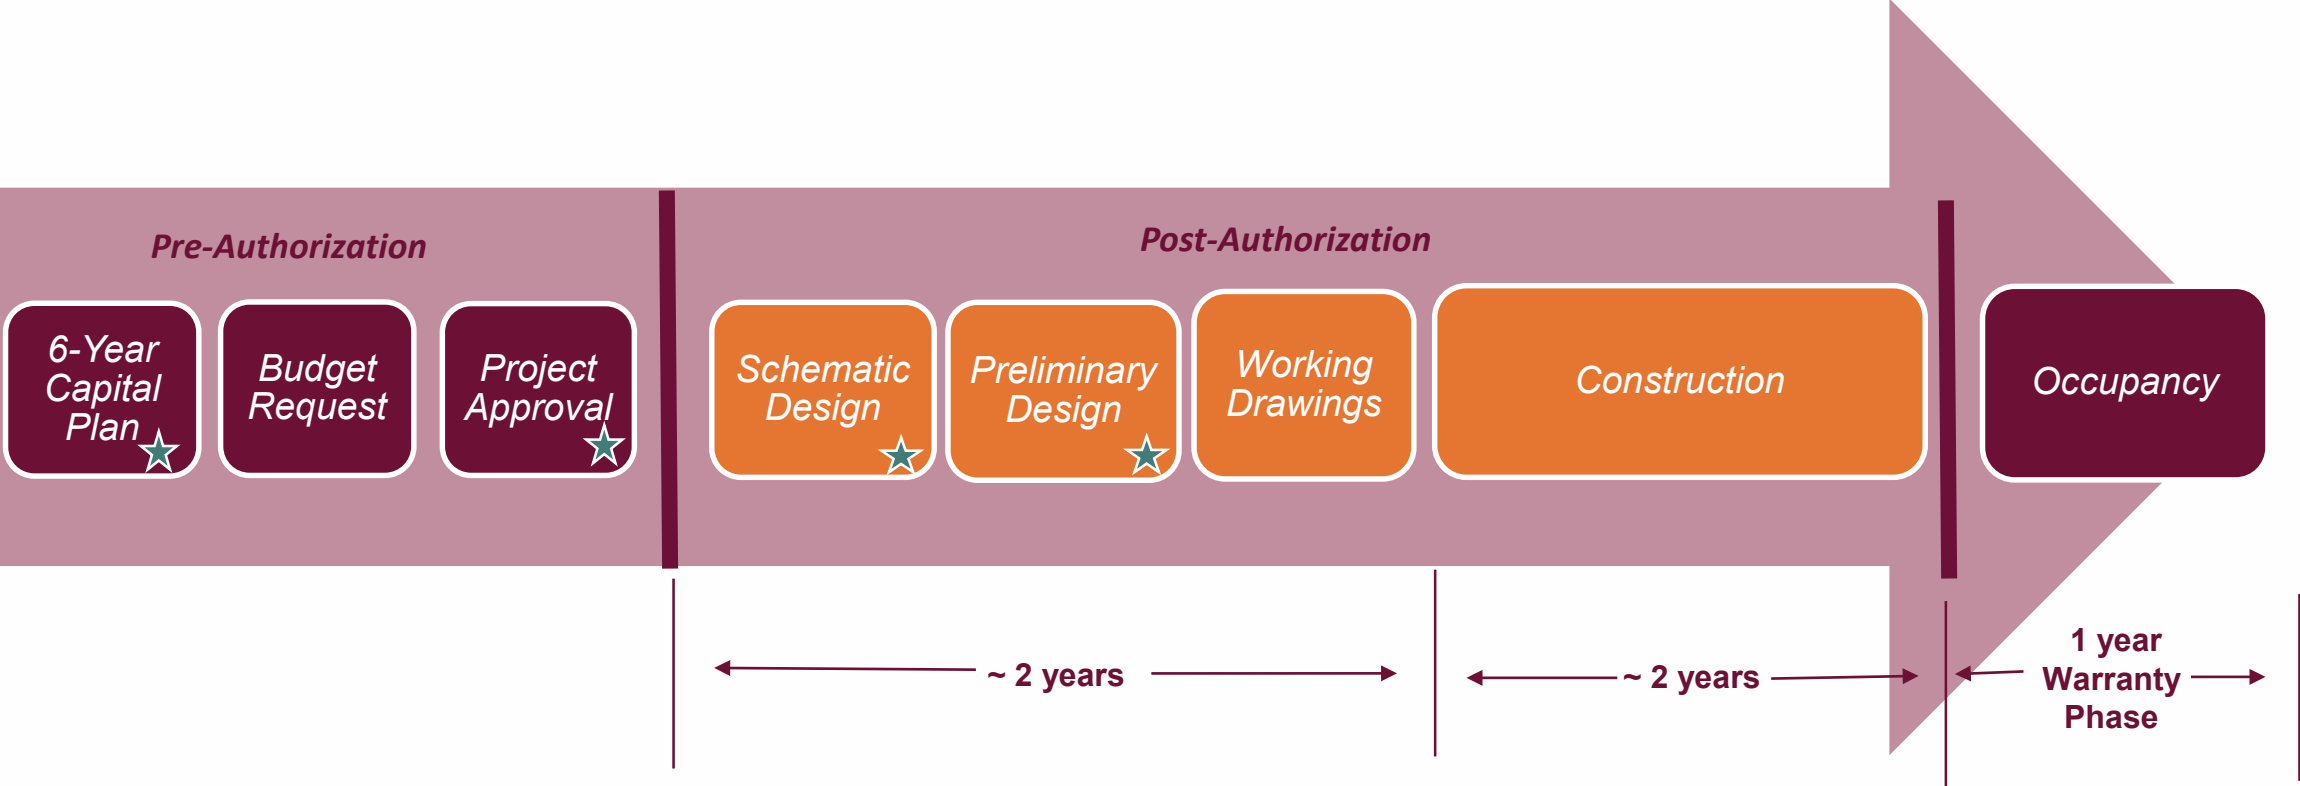 Pre-Authorization
Post-Authorization
6-Year
Capital
Plan
Budget
Request
Project
Approval
Schematic
Design
Preliminary
Design
Working
Drawings
Construction
Occupancy
~ 2 years
~ 2 years
1 year
Warranty
Phase